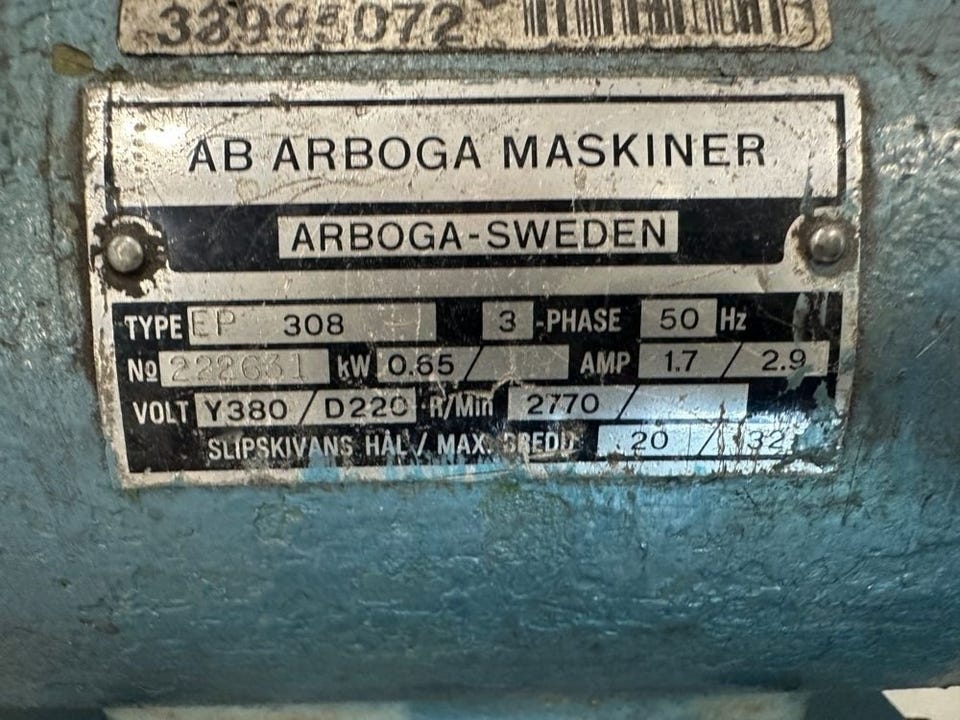 33995072
AB ARBOGA MASKINER
ARBOGA-SWEDEN
TYPE EP 308 3 -PHASE 50 Hz
No 222631 kW 0.65 / AMP 1.7 / 2.9
VOLT Y380 / D220 R/Min 2770 /
SLIPSKIVANS HÅL / MAX. BREDD 20 / 32